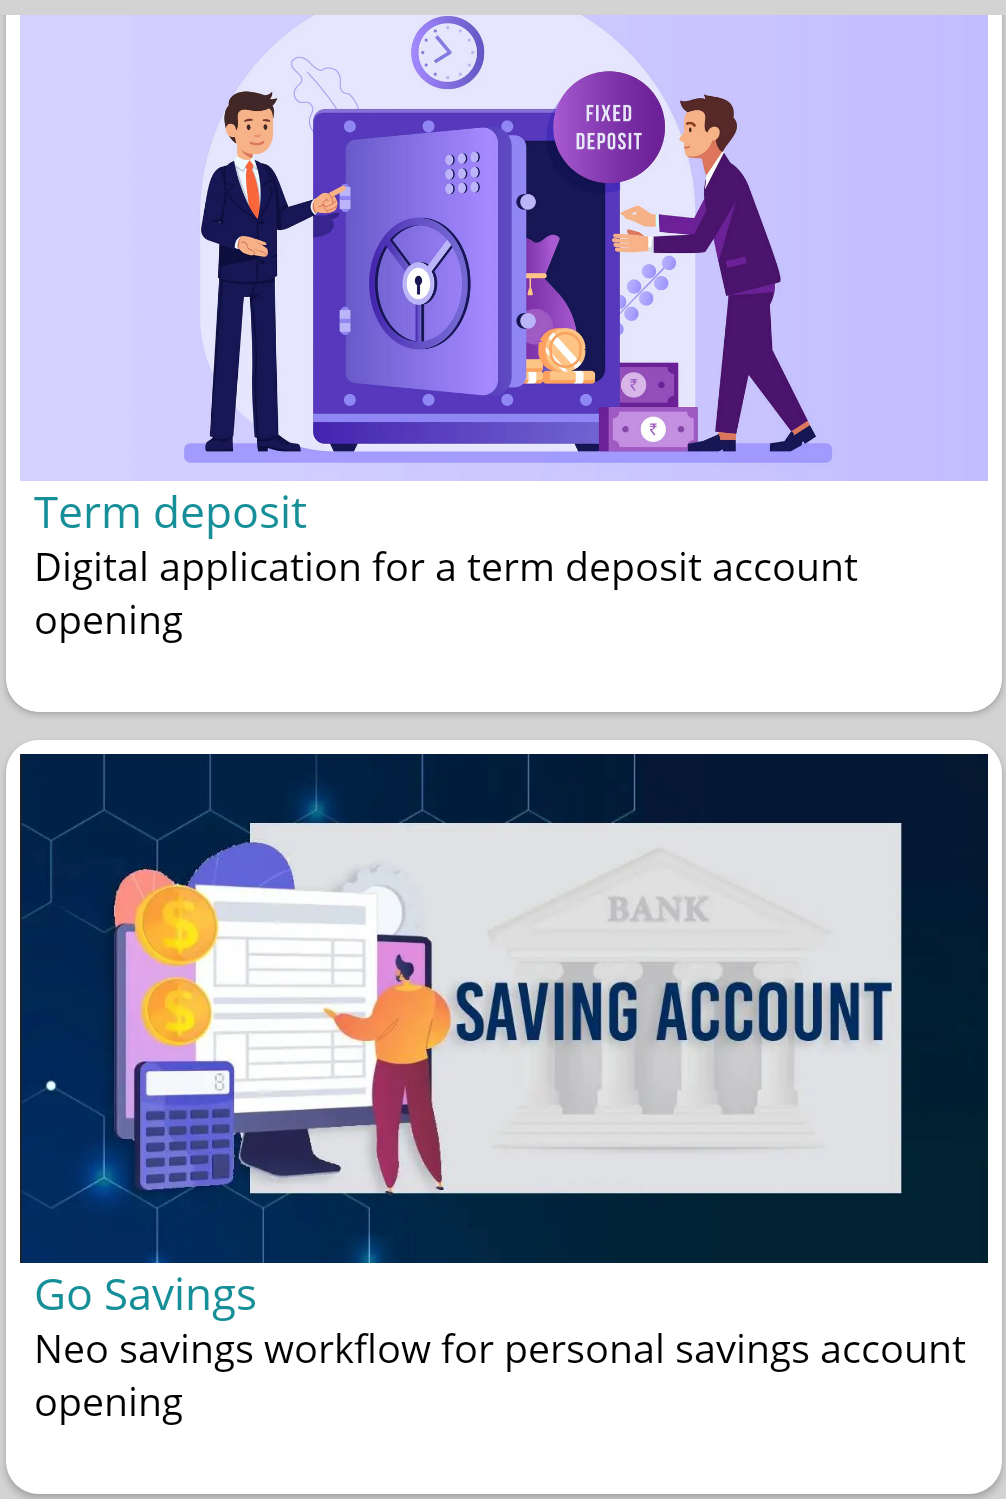 FIXED
DEPOSIT
₹
₹
Term deposit
Digital application for a term deposit account
opening
$
$
8
BANK
SAVING ACCOUNT
Go Savings
Neo savings workflow for personal savings account
opening